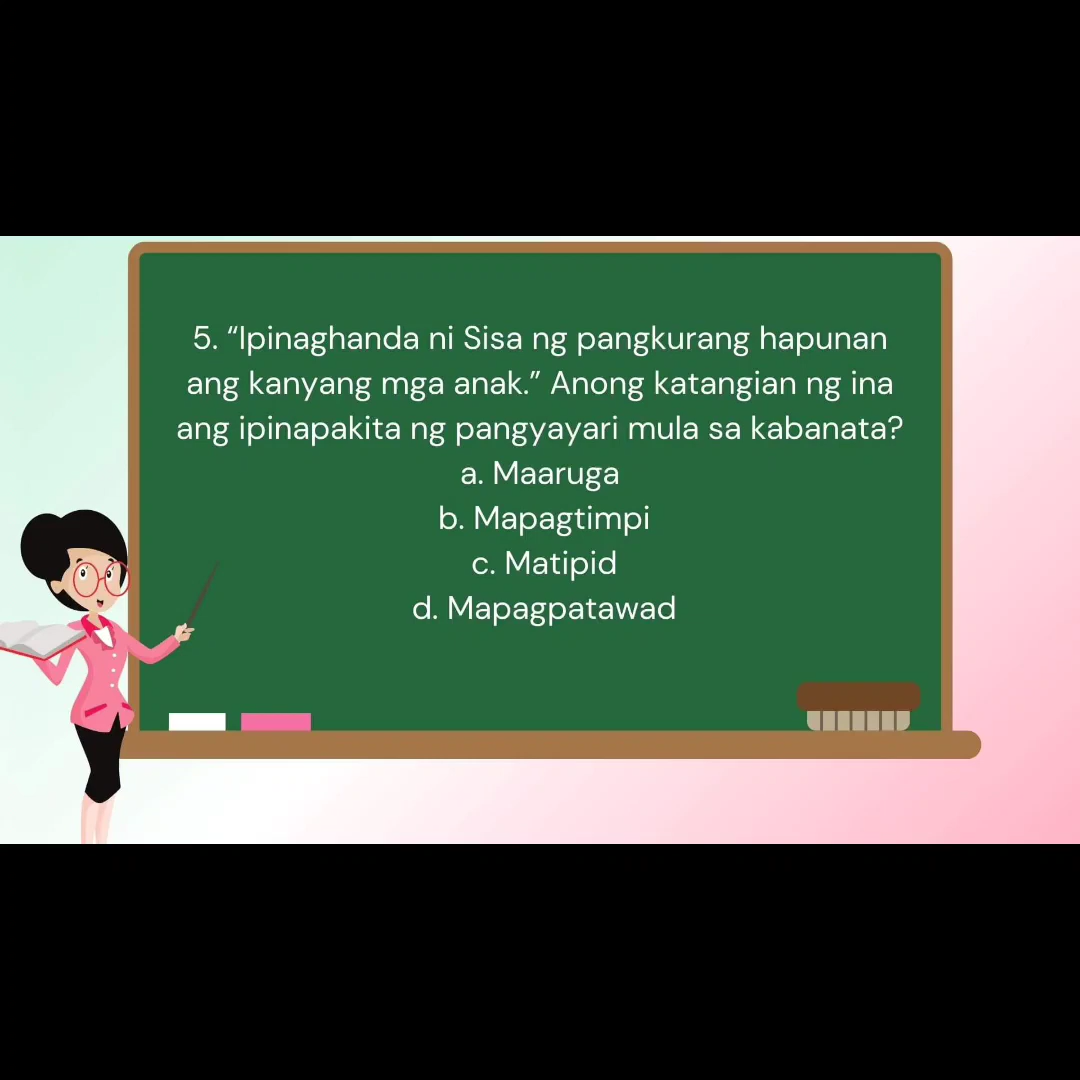 5. “Ipinaghanda ni Sisa ng pangkurang hapunan
ang kanyang mga anak.” Anong katangian ng ina
ang ipinapakita ng pangyayari mula sa kabanata?
a. Maaruga
b. Mapagtimpi
c. Matipid
d. Mapagpatawad